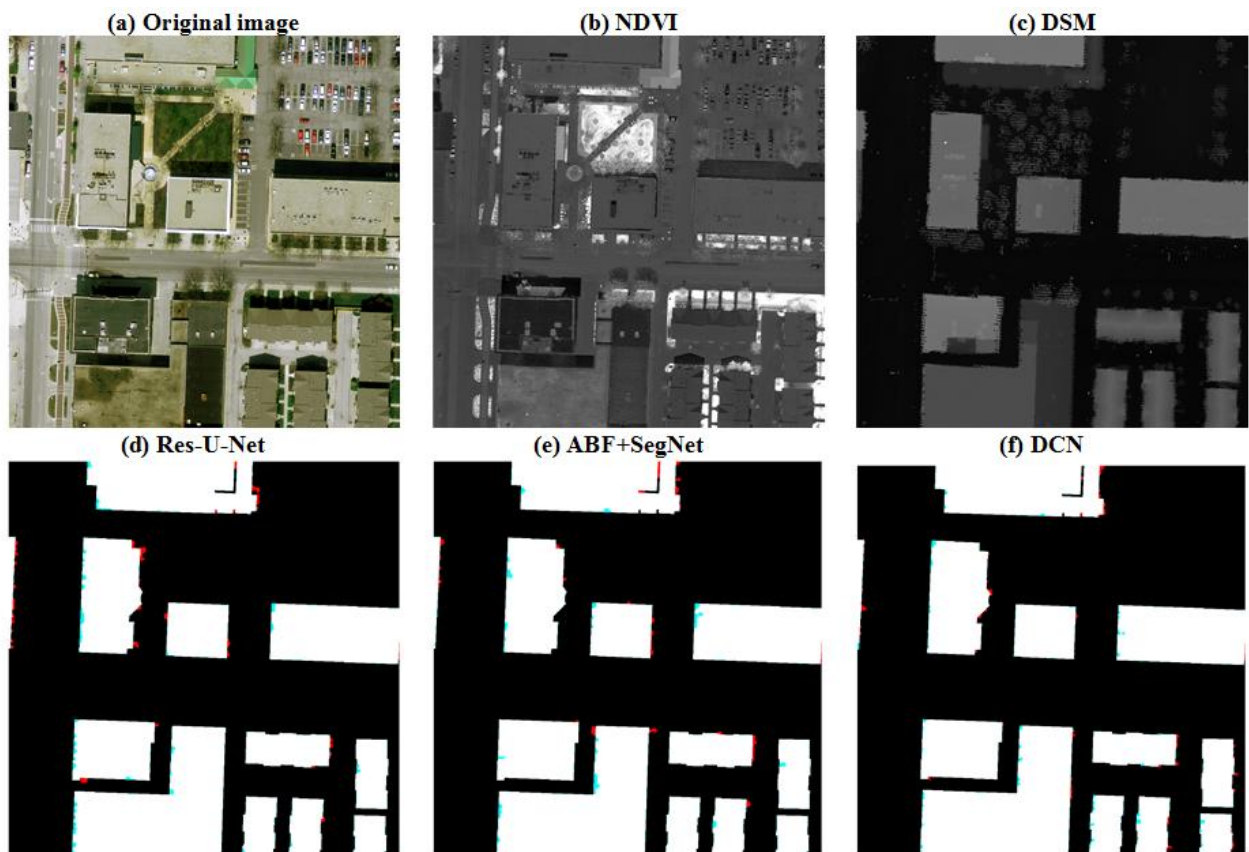 (a) Original image
(b) NDVI
(c) DSM
(d) Res-U-Net
(e) ABF+SegNet
(f) DCN